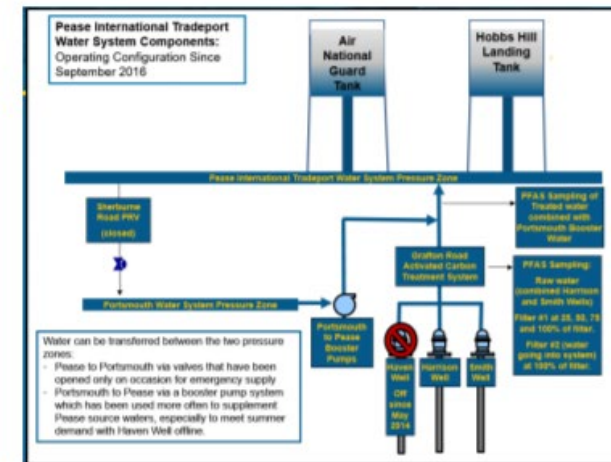 Pease International Tradeport
Water System Components:
Operating Configuration Since
September 2016
Air
National
Guard
Tank
Hobbs Hill
Landing
Tank
Pease International Tradeport Water System Pressure Zone
Sherburne
Road PRV
(closed)
PFAS Sampling of
Treated water
combined with
Portsmouth Booster
Water
Grafton Road
Activated Carbon
Treatment System
PFAS Sampling:
Raw water
(combined Harrison
and Smith Wells)
Filter #1 at 25, 50, 75
and 100% of filter.
Filter #2 (water
going into system)
at 100% of filter.
Portsmouth Water System Pressure Zone
Portsmouth
to Pease
Booster
Pumps
Haven
Well
Off
since
May
2014
Harrison
Well
Smith
Well
Water can be transferred between the two pressure
zones:
- Pease to Portsmouth via valves that have been
opened only on occasion for emergency supply
- Portsmouth to Pease via a booster pump system
which has been used more often to supplement
Pease source waters, especially to meet summer
demand with Haven Well offline.